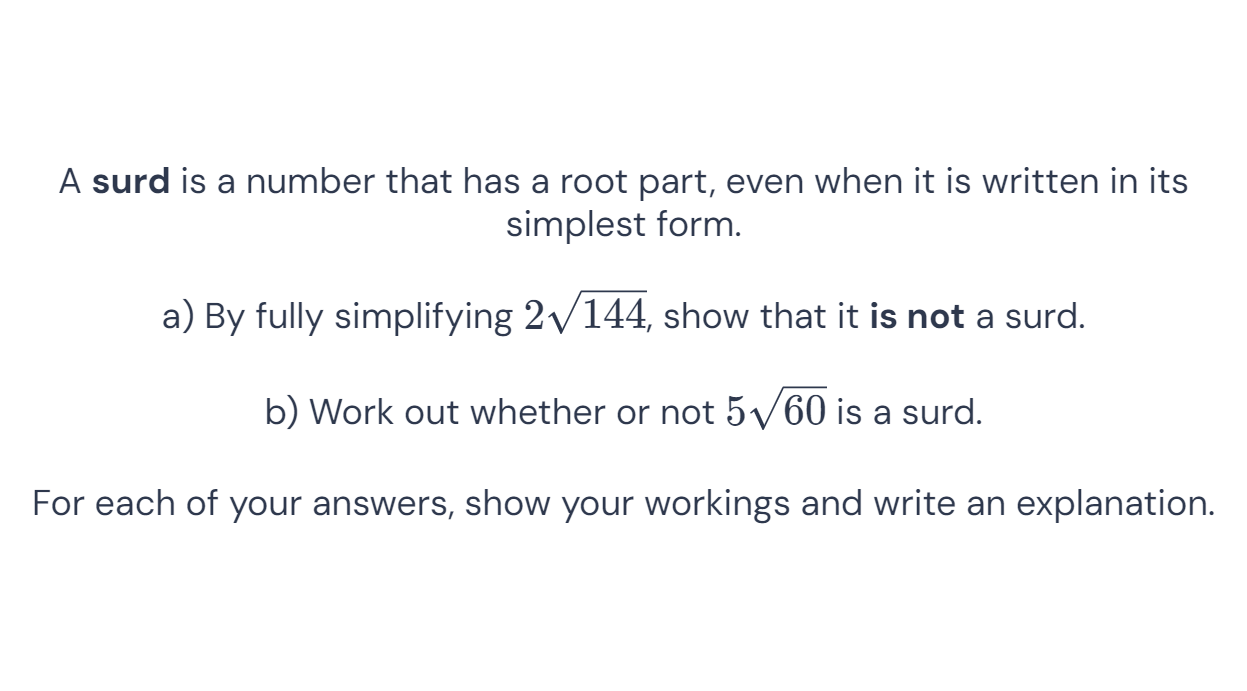 A surd is a number that has a root part, even when it is written in its
simplest form.
a) By fully simplifying 2√144, show that it is not a surd.
b) Work out whether or not 5√60 is a surd.
For each of your answers, show your workings and write an explanation.